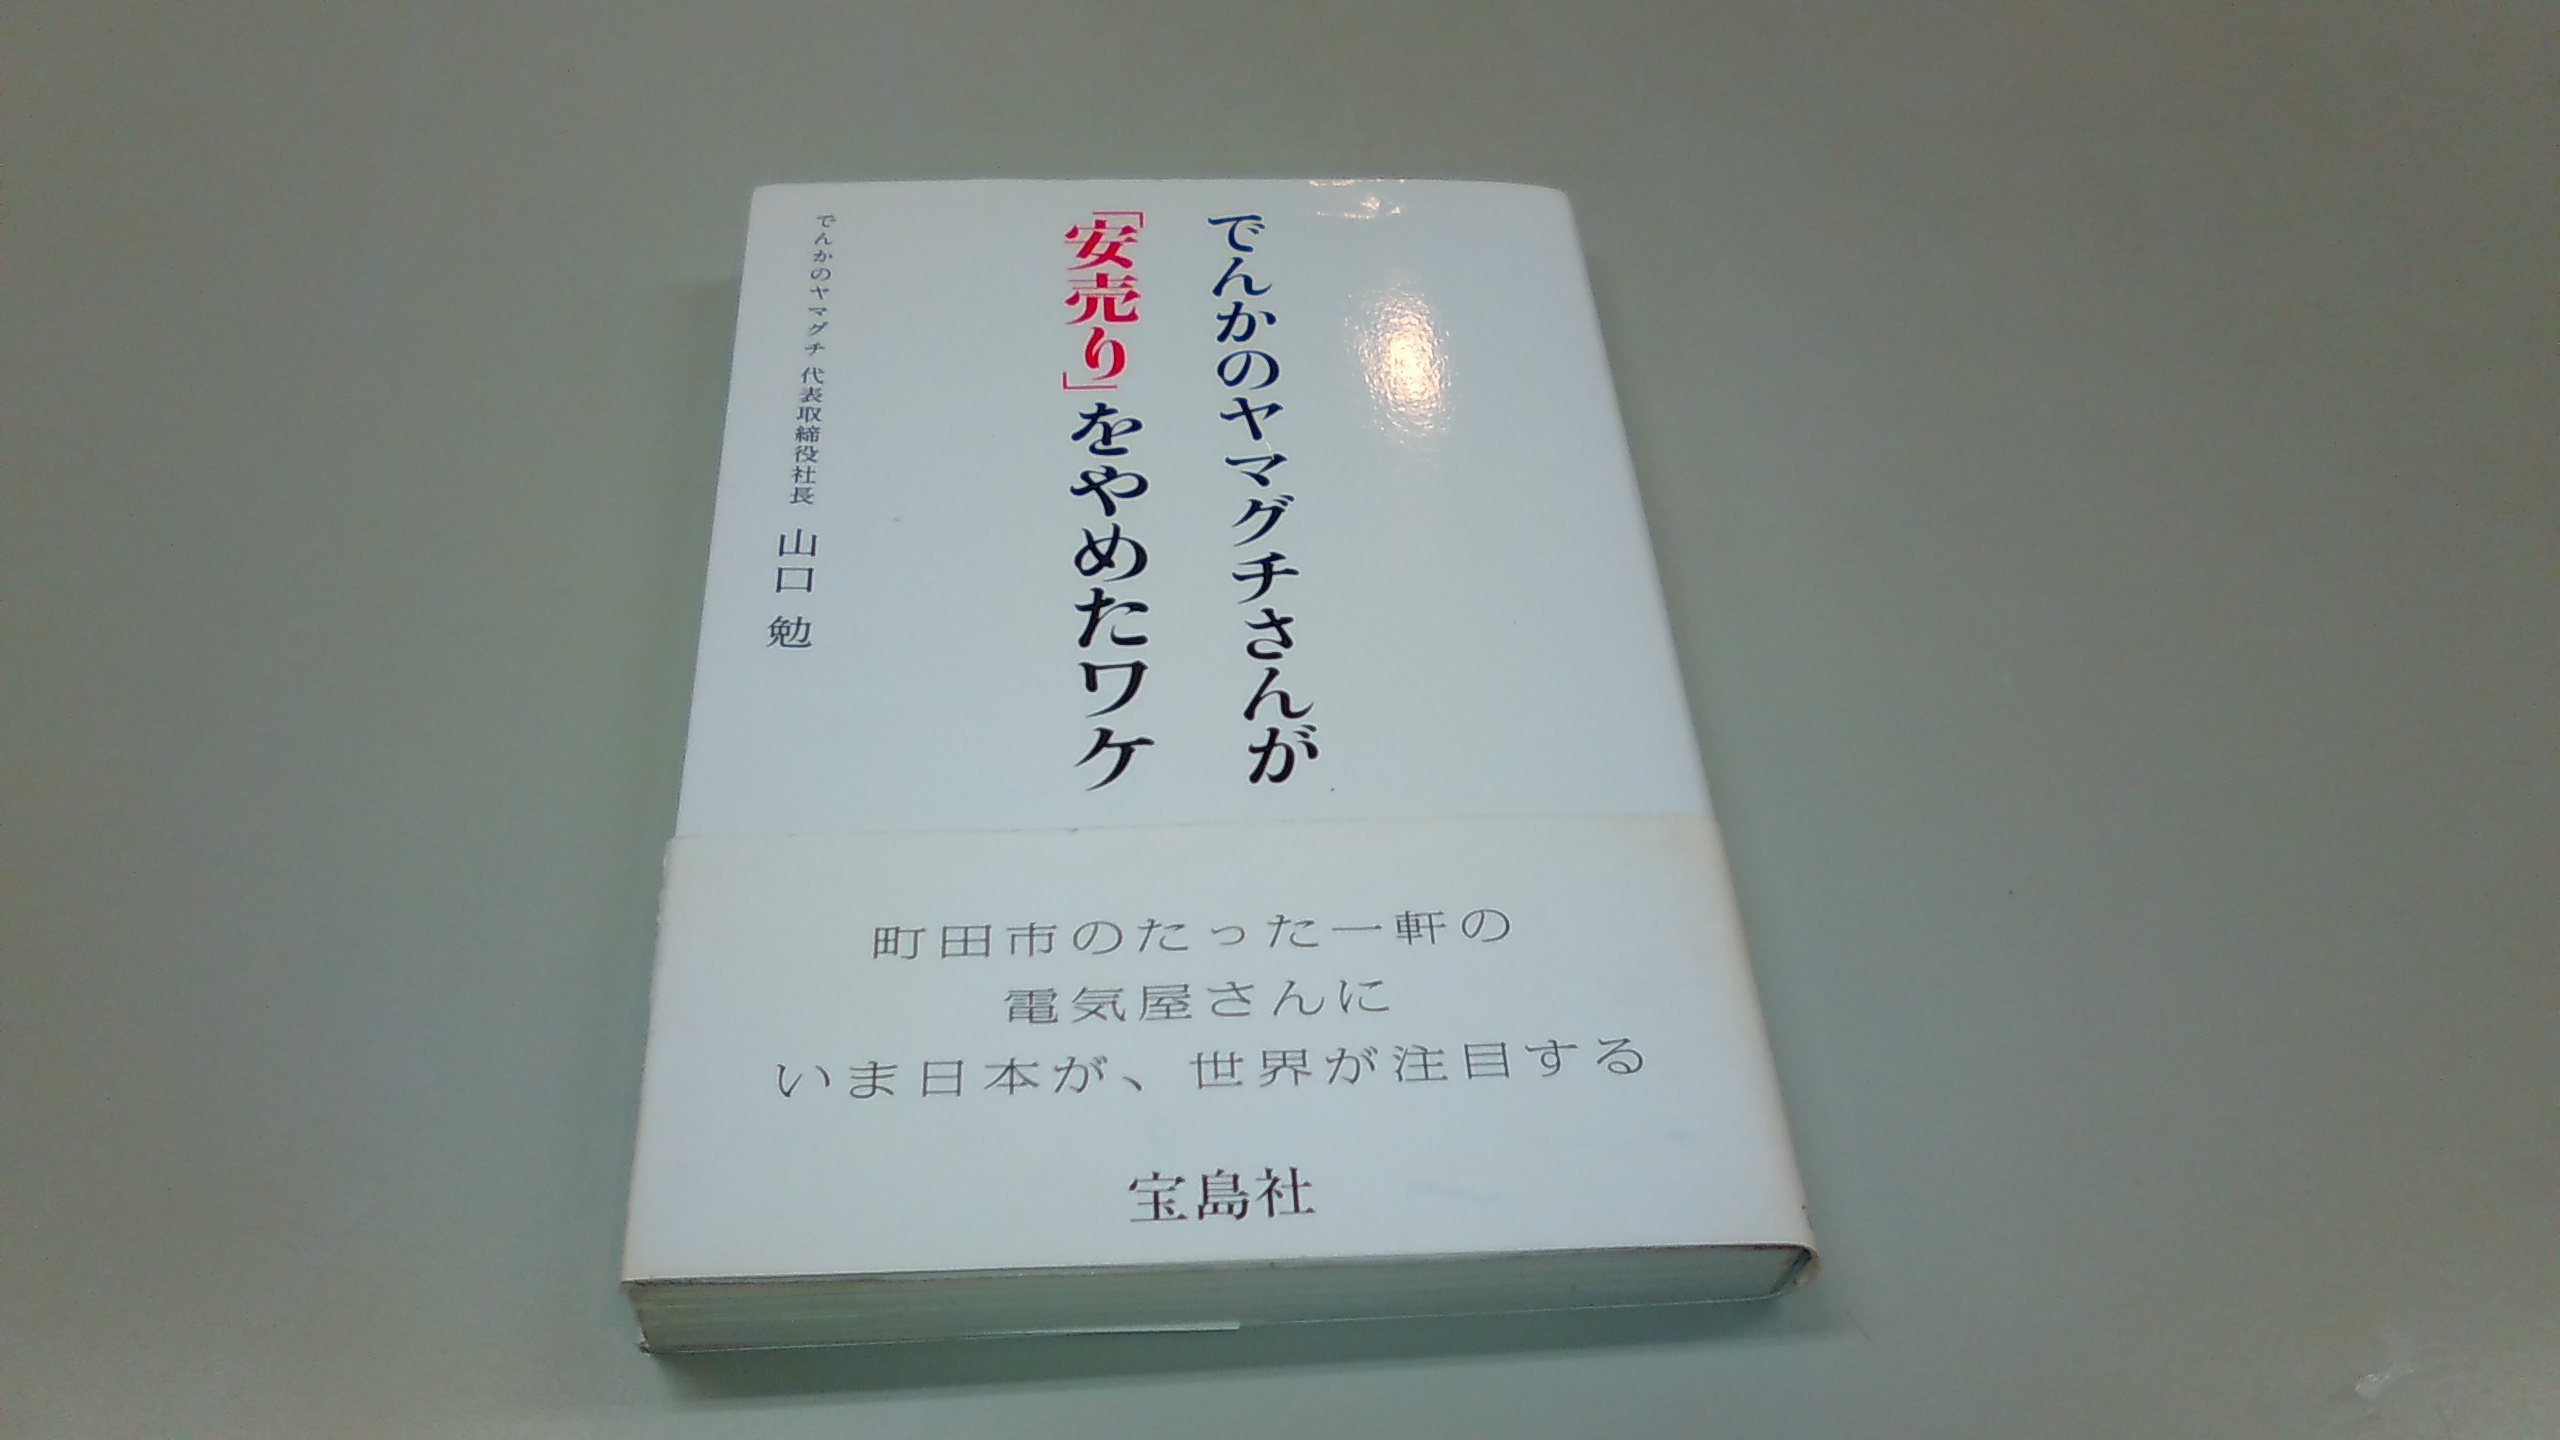 でんかのヤマグチさんが
「安売り」をやめたワケ
でんかのヤマグチ 代表取締役社長 山口 勉
町田市のたった一軒の
電気屋さんに
いま日本が、世界が注目する
宝島社